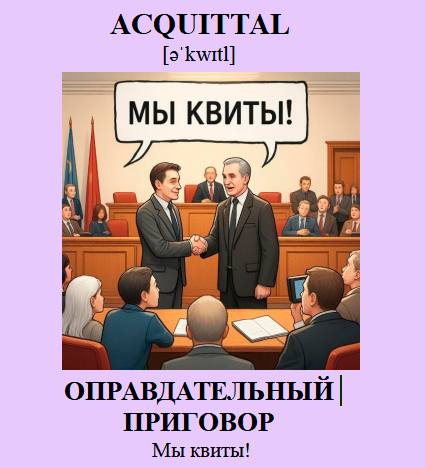 ACQUITTAL
[əˈkwɪtl]
МЫ КВИТЫ!
ОПРАВДАТЕЛЬНЫЙ
ПРИГОВОР
Мы квиты!